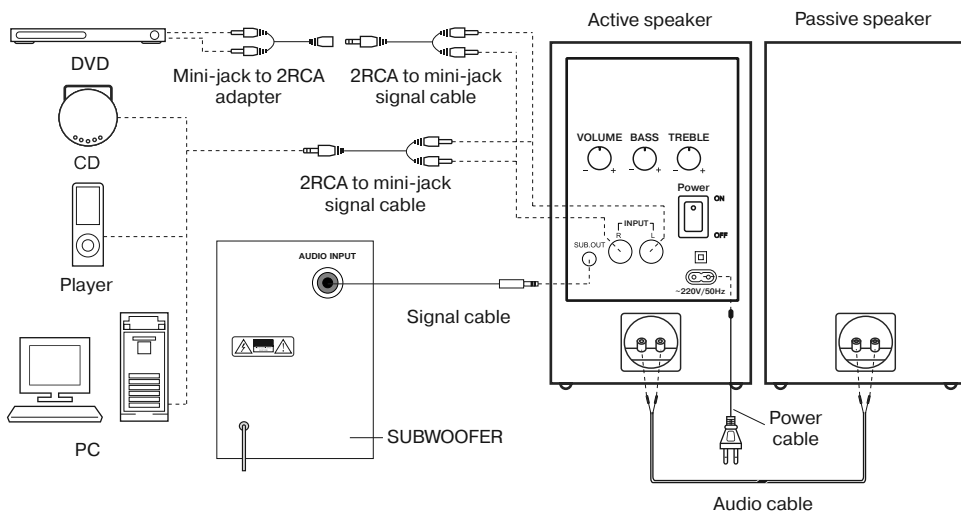 Active speaker
Passive speaker
DVD
Mini-jack to 2RCA
adapter
2RCA to mini-jack
signal cable
CD
2RCA to mini-jack
signal cable
Player
PC
AUDIO INPUT
SUBWOOFER
Signal cable
VOLUME BASS TREBLE
- + - + - +
Power
ON
OFF
INPUT
R L
SUB.OUT
~220V/50Hz
Power
cable
Audio cable